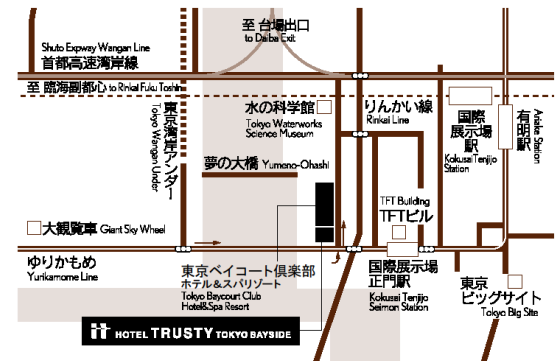 至 台場出口
to Daiba Exit
Shuto Expway Wangan Line
首都高速湾岸線
至 臨海副都心 to Rinkai Fuku Toshin
東京湾岸アンダー
Tokyo Wangan Under
水の科学館
Tokyo Waterworks
Science Museum
りんかい線
Rinkai Line
国際
展示場
駅
KokusaiTenjijo
Station
有明駅
Ariake Station
夢の大橋 Yumeno-Ohashi
TFT Building
TFTビル
大観覧車 Giant Sky Wheel
ゆりかもめ
Yurikamome Line
東京ベイコート倶楽部
ホテル&スパリゾート
Tokyo Baycourt Club
Hotel&Spa Resort
国際展示場
正門駅
Kokusai Tenjijo
Seimon Station
東京
ビッグサイト
Tokyo Big Site
HOTEL TRUSTY TOKYO BAYSIDE